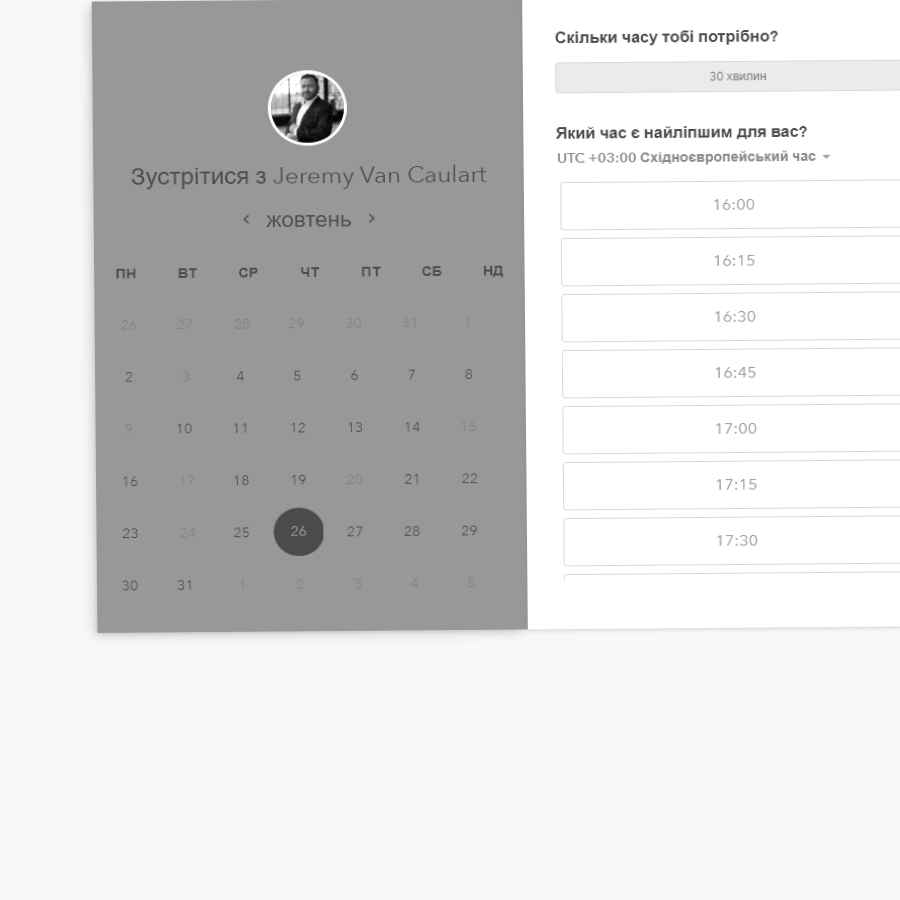 Зустрітися з Jeremy Van Caulart
жовтень
ПН ВТ СР ЧТ ПТ СБ НД
26 27 28 29 30 31 1
2 3 4 5 6 7 8
9 10 11 12 13 14 15
16 17 18 19 20 21 22
23 24 25 26 27 28 29
30 31 1 2 3 4 5
Скільки часу тобі потрібно?
30 хвилин
Який час є найліпшим для вас?
UTC +03:00 Східноєвропейський час
16:00
16:15
16:30
16:45
17:00
17:15
17:30